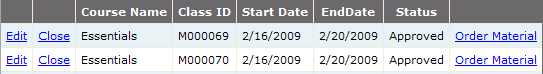 Course Name Class ID Start Date EndDate Status
Edit Close Essentials M000069 2/16/2009 2/20/2009 Approved Order Material
Edit Close Essentials M000070 2/16/2009 2/20/2009 Approved Order Material